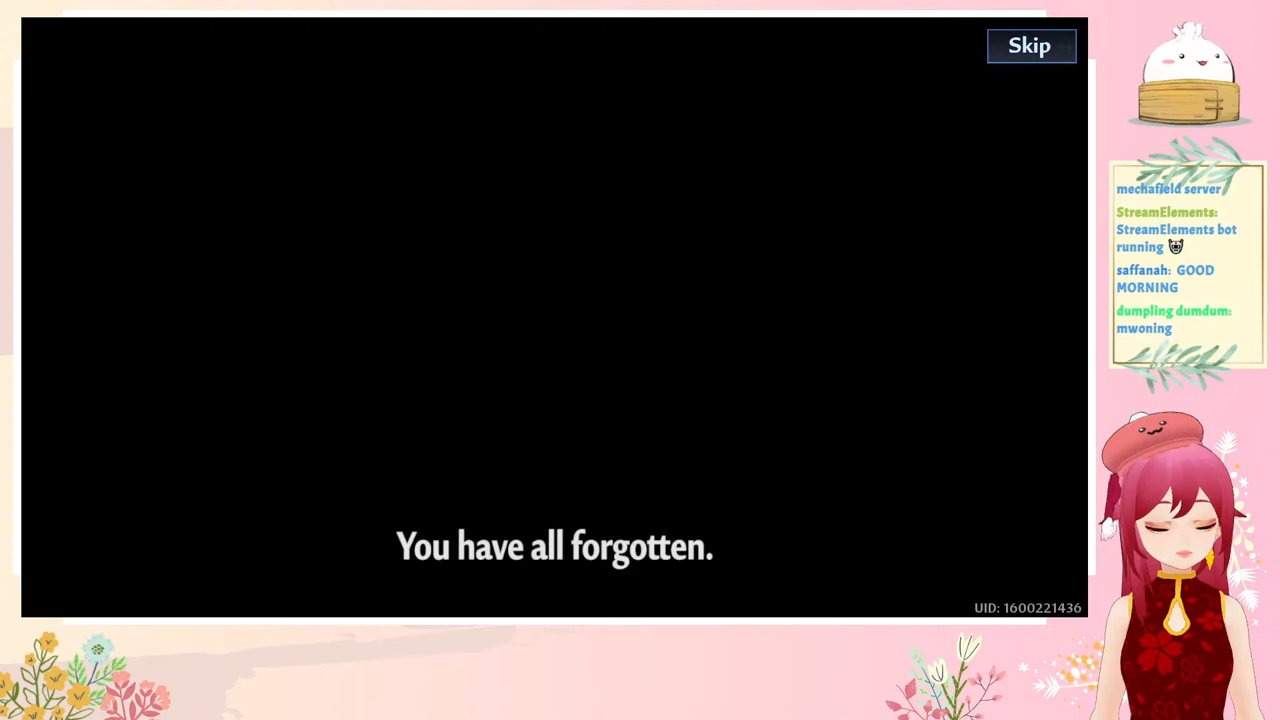 Skip
mechafield server
StreamElements:
StreamElements bot
running
saffanah: GOOD
MORNING
dumpling dumdum:
mwoning
You have all forgotten.
UID: 1600221436